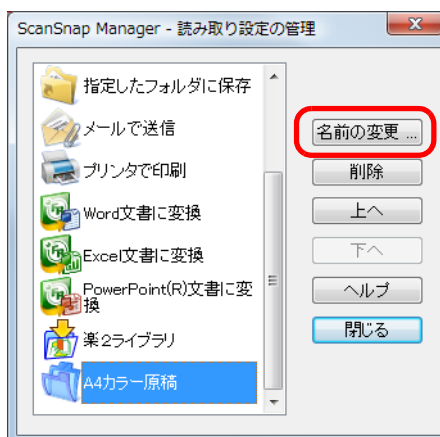 ScanSnap Manager - 読み取り設定の管理
指定したフォルダに保存
メールで送信
プリンタで印刷
Word文書に変換
Excel文書に変換
PowerPoint(R)文書に変
換
楽2ライブラリ
A4カラー原稿
名前の変更 ...
削除
上へ
下へ
ヘルプ
閉じる